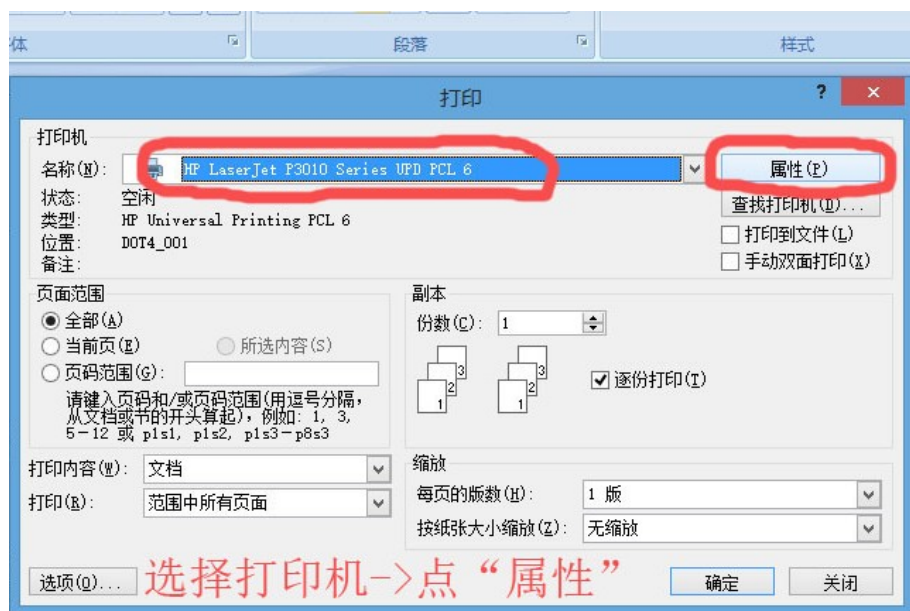 体 段落 样式
打印 ? ×
打印机
名称(N): HP LaserJet P3010 Series UPD PCL 6 属性(P)
状态: 空闲 查找打印机(D)...
类型: HP Universal Printing PCL 6
位置: DOT4_001 打印到文件(L)
备注: 手动双面打印(X)
页面范围
全部(A)
当前页(E) 所选内容(S)
页码范围(G):
请键入页码和/或页码范围(用逗号分隔，
从文档或节的开头算起)，例如: 1, 3,
5-12 或 p1s1, p1s2, p1s3-p8s3
副本
份数(C): 1
1 2 3 1 2 3 逐份打印(T)
打印内容(W): 文档
打印(R): 范围中所有页面
缩放
每页的版数(H): 1 版
按纸张大小缩放(Z): 无缩放
选项(O)... 选择打印机->点“属性” 确定 关闭